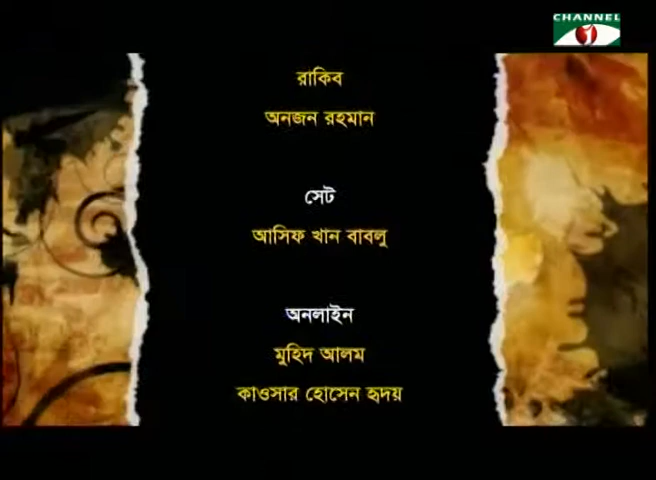 CHANNEL
i
রাকিব
অনজন রহমান
সেট
আসিফ খান বাবলু
অনলাইন
মুহিদ আলম
কাওসার হোসেন হৃদয়